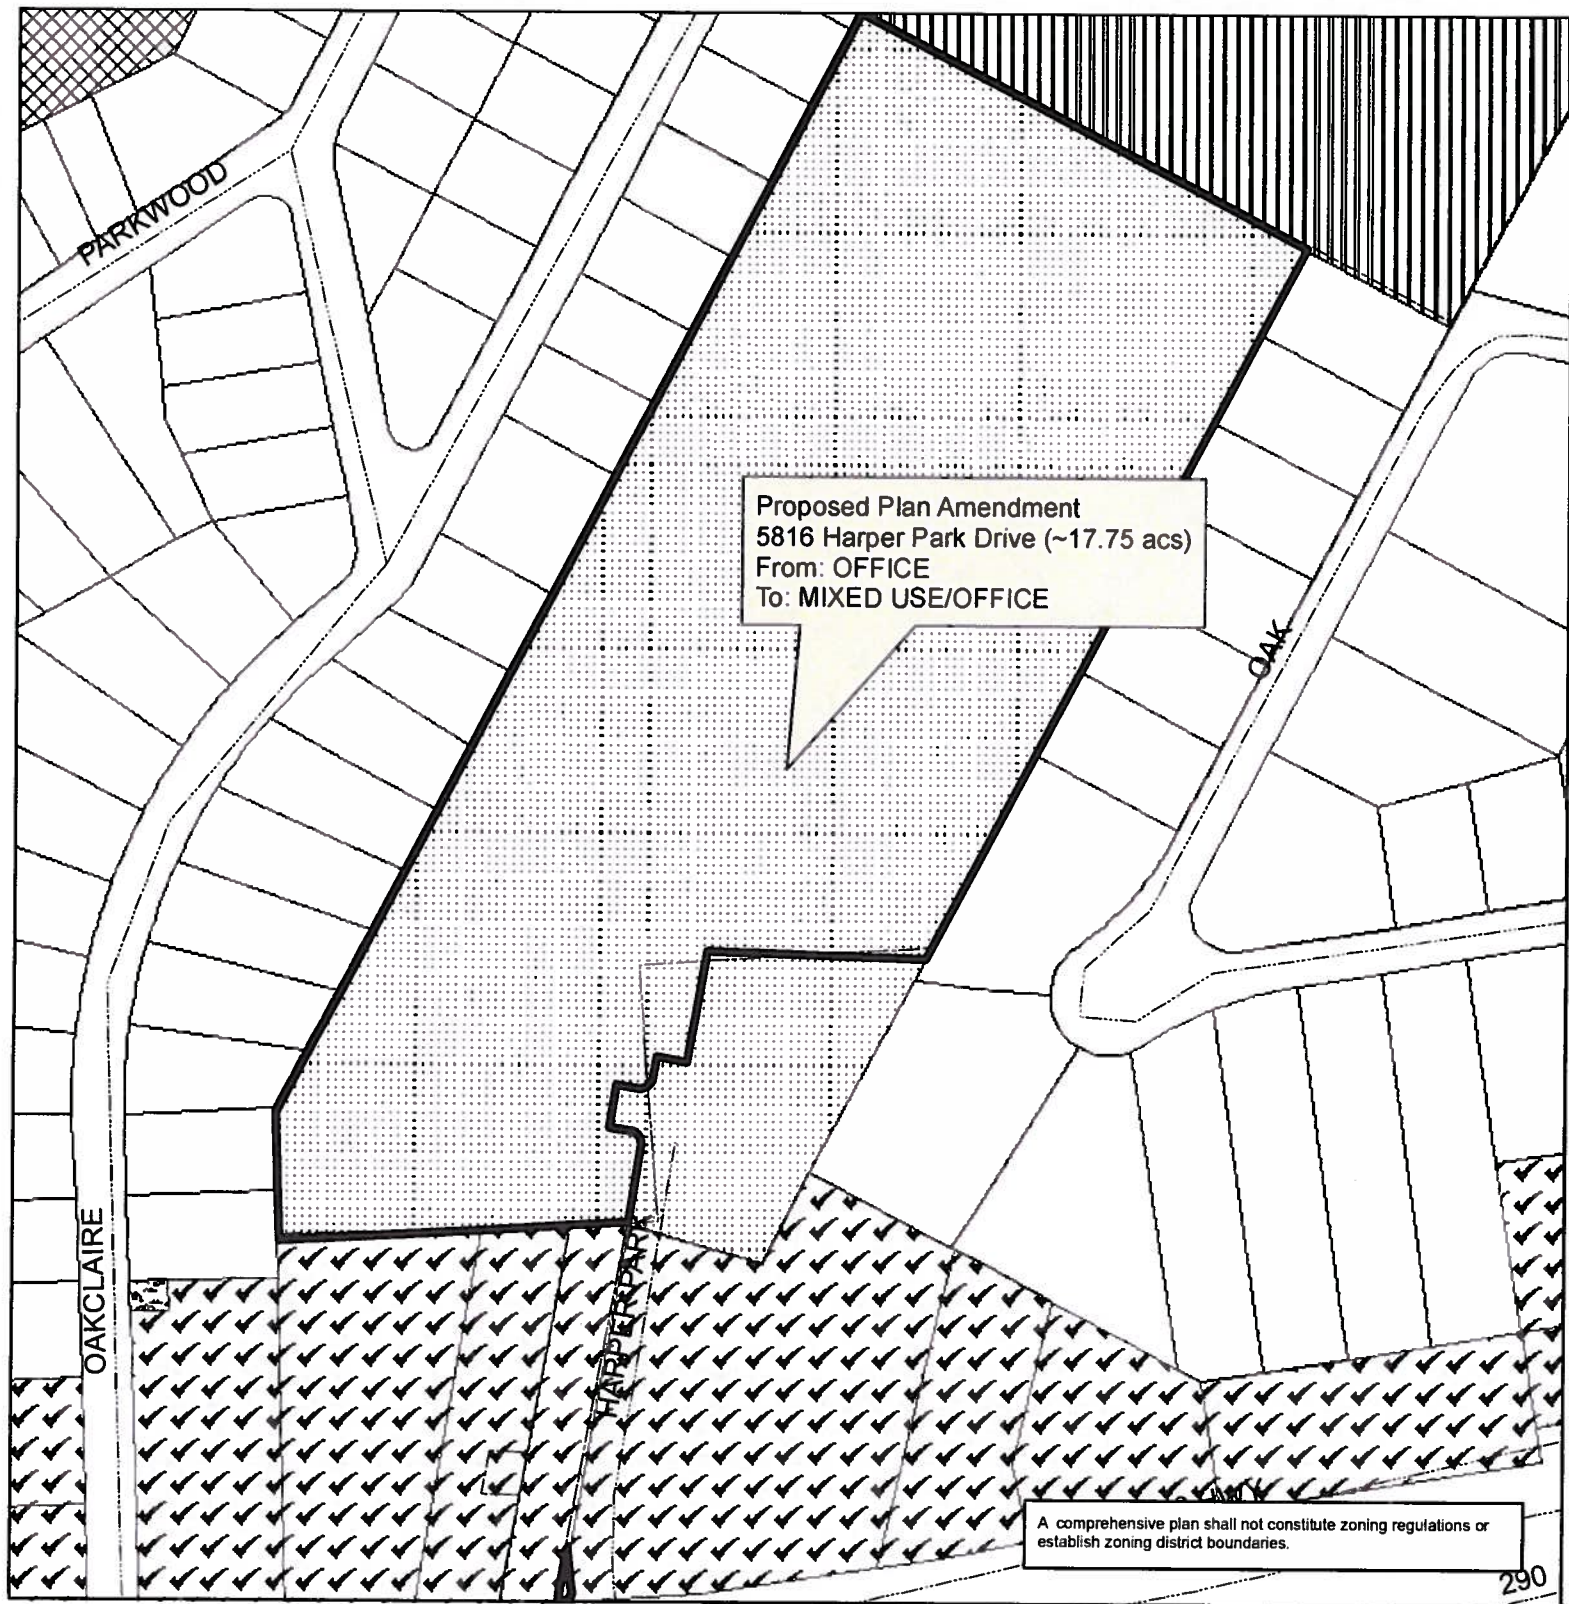 PARKWOOD
Proposed Plan Amendment
5816 Harper Park Drive (~17.75 acs)
From: OFFICE
To: MIXED USE/OFFICE
OAK
OAKCLAIRE
HARPER PARK
A comprehensive plan shall not constitute zoning regulations or
establish zoning district boundaries.
290